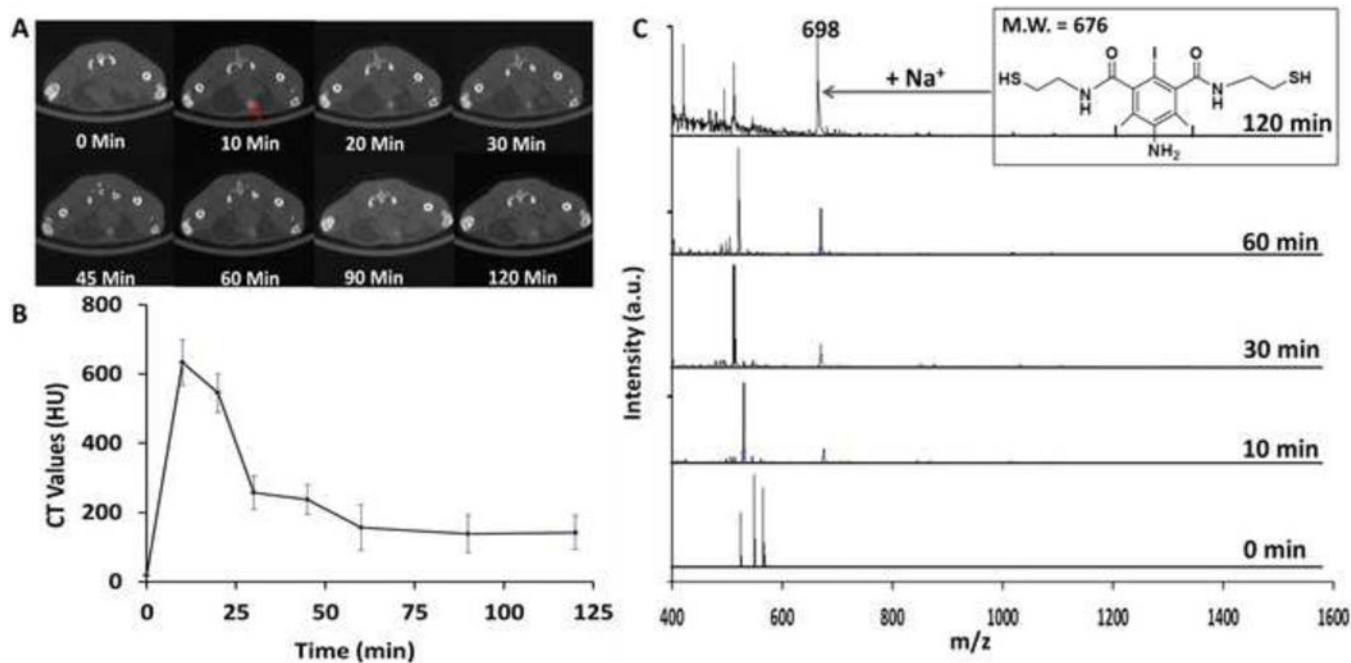 A
0 Min
10 Min
20 Min
30 Min
45 Min
60 Min
90 Min
120 Min
B
800
600
400
200
0
CT Values (HU)
0
25
50
75
100
125
Time (min)
C
698
M.W. = 676
+ Na⁺
HS
O
N
H
I
O
N
H
SH
I
I
NH₂
120 min
60 min
30 min
10 min
0 min
Intensity (a.u.)
400
600
800
1000
1200
1400
1600
m/z